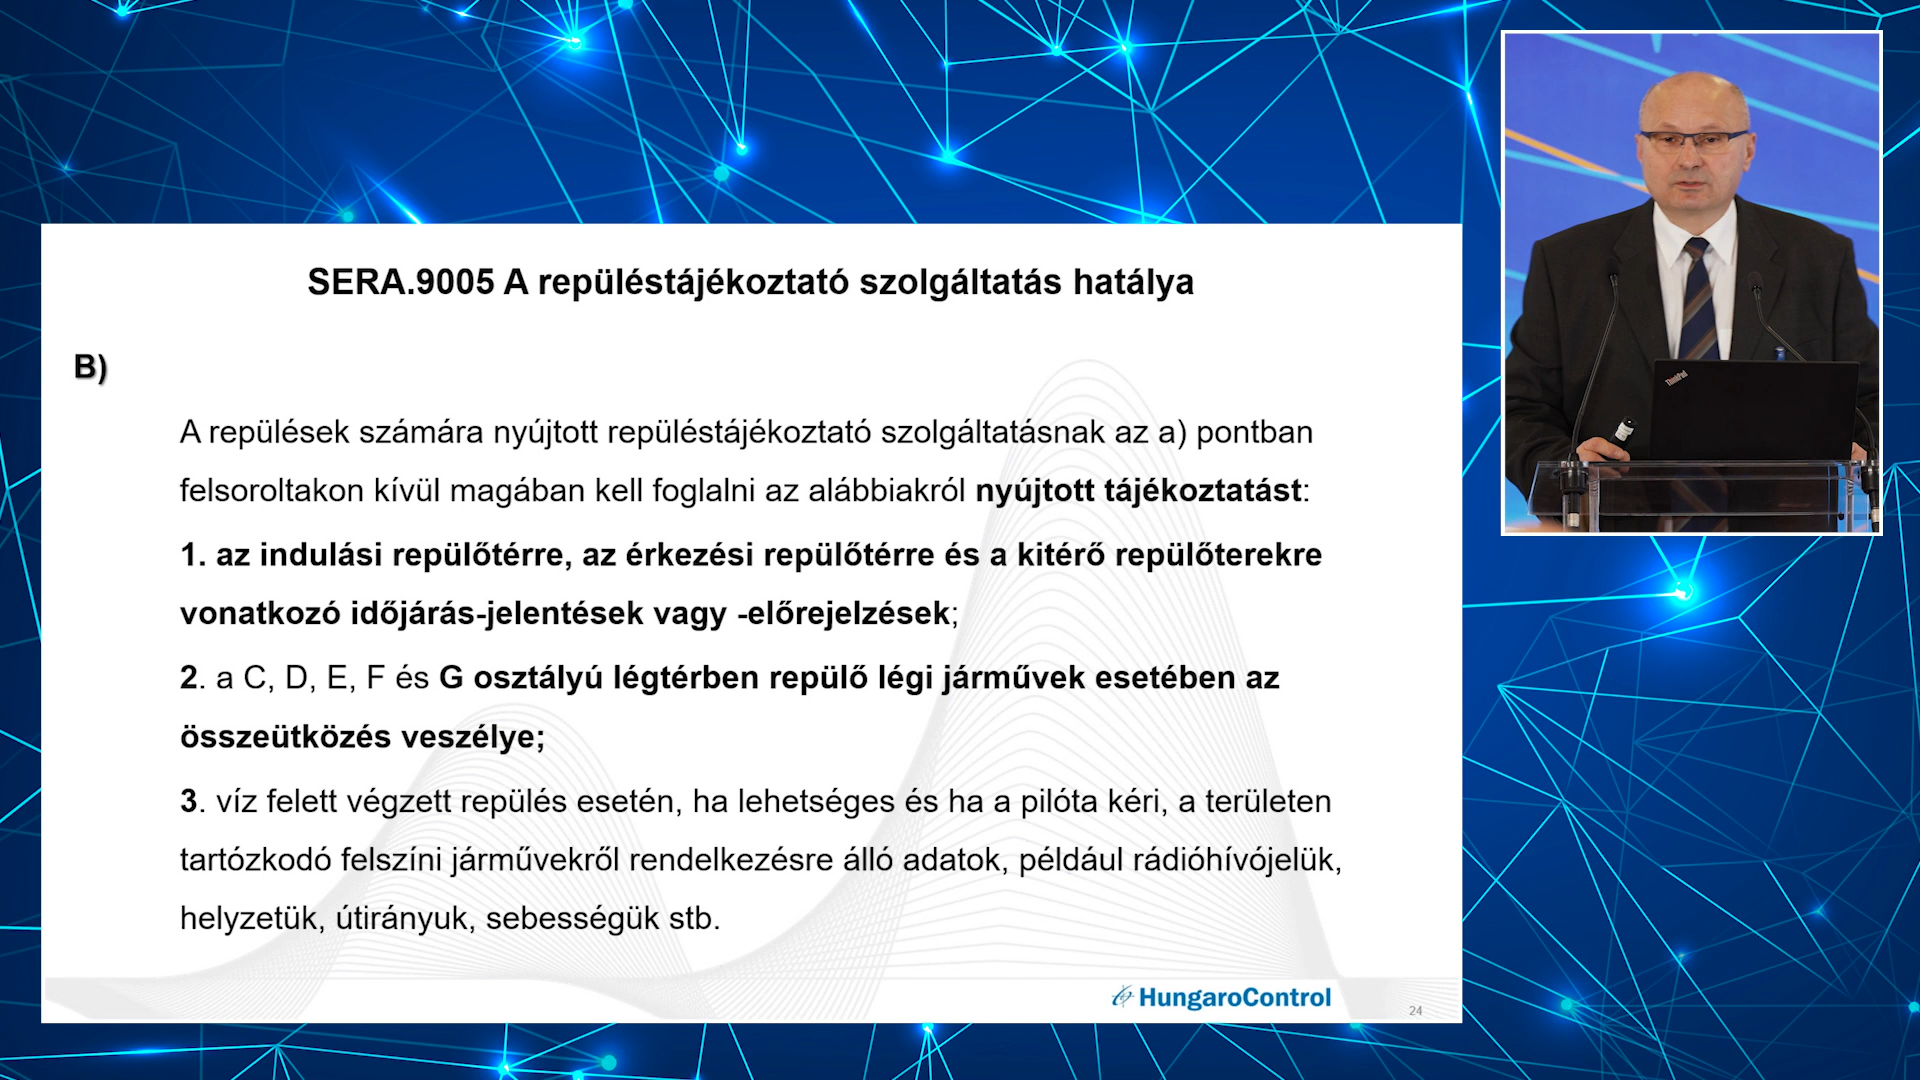 SERA.9005 A repüléstájékoztató szolgáltatás hatálya
B)
A repülések számára nyújtott repüléstájékoztató szolgáltatásnak az a) pontban
felsoroltakon kívül magában kell foglalni az alábbiakról nyújtott tájékoztatást:
1. az indulási repülőtérre, az érkezési repülőtérre és a kitérő repülőterekre
vonatkozó időjárás-jelentések vagy -előrejelzések;
2. a C, D, E, F és G osztályú légtérben repülő légi járművek esetében az
összeütközés veszélye;
3. víz felett végzett repülés esetén, ha lehetséges és ha a pilóta kéri, a területen
tartózkodó felszíni járművekről rendelkezésre álló adatok, például rádióhívójelük,
helyzetük, útirányuk, sebességük stb.
HungaroControl
24
ThinkPad